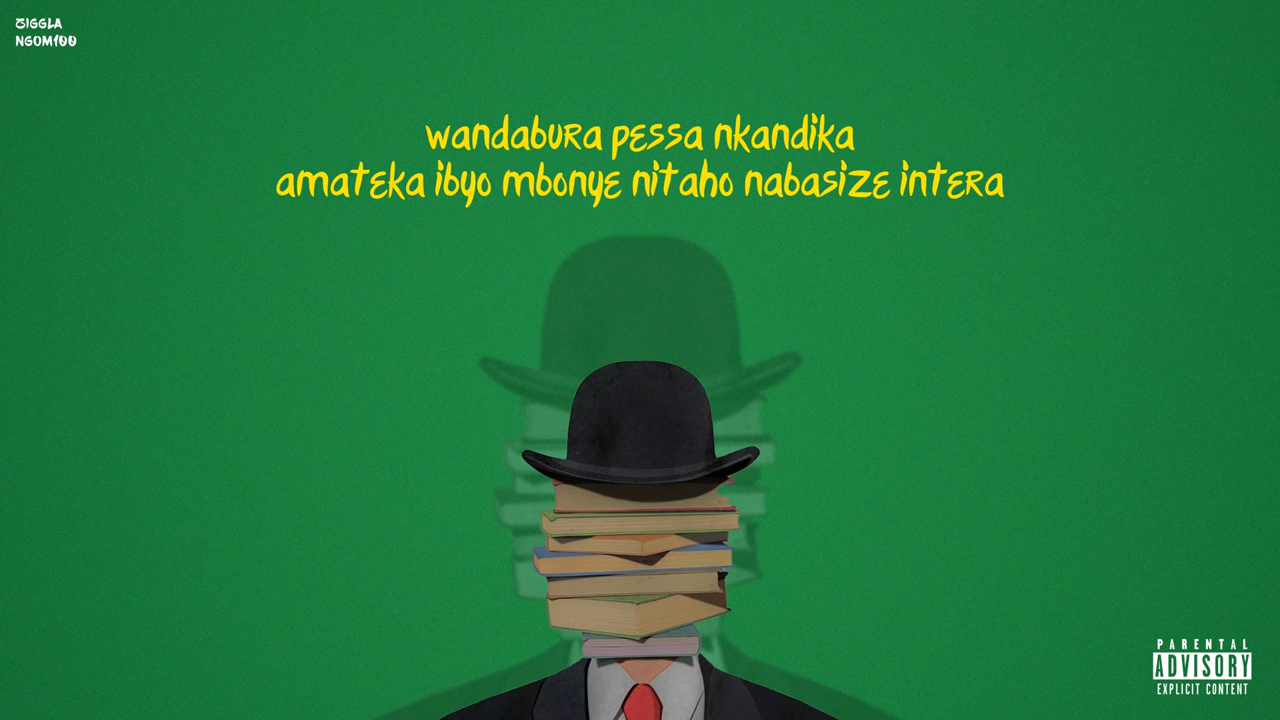 ZIGGLA
NGOM100
wandabura pessa nkandika
amateka ibyo mbonye nitaho nabasize intera
PARENTAL
ADVISORY
EXPLICIT CONTENT